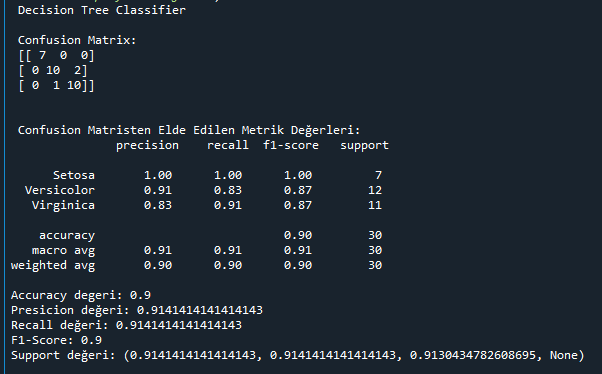 Decision Tree Classifier
Confusion Matrix:
[[ 7  0  0]
[ 0 10  2]
[ 0  1 10]]
Confusion Matristen Elde Edilen Metrik Değerleri:
precision    recall  f1-score   support
Setosa       1.00      1.00      1.00         7
Versicolor       0.91      0.83      0.87        12
Virginica       0.83      0.91      0.87        11
accuracy                           0.90        30
macro avg       0.91      0.91      0.91        30
weighted avg       0.90      0.90      0.90        30
Accuracy degeri: 0.9
Presicion değeri: 0.9141414141414143
Recall değeri: 0.9141414141414143
F1-Score: 0.9
Support değeri: (0.9141414141414143, 0.9141414141414143, 0.9130434782608695, None)